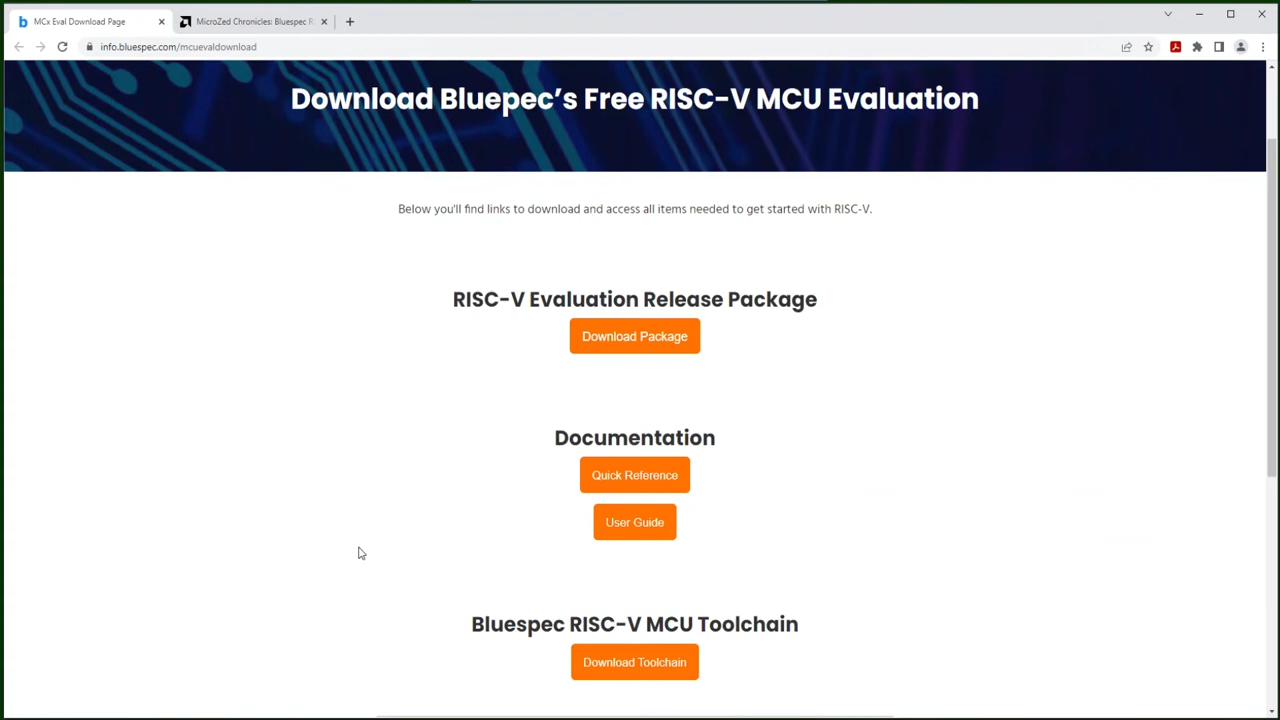 MCx Eval Download Page
MicroZed Chronicles: Bluespec R
info.bluespec.com/mcuevaldownload
Download Bluepec’s Free RISC-V MCU Evaluation
Below you'll find links to download and access all items needed to get started with RISC-V.
RISC-V Evaluation Release Package
Download Package
Documentation
Quick Reference
User Guide
Bluespec RISC-V MCU Toolchain
Download Toolchain